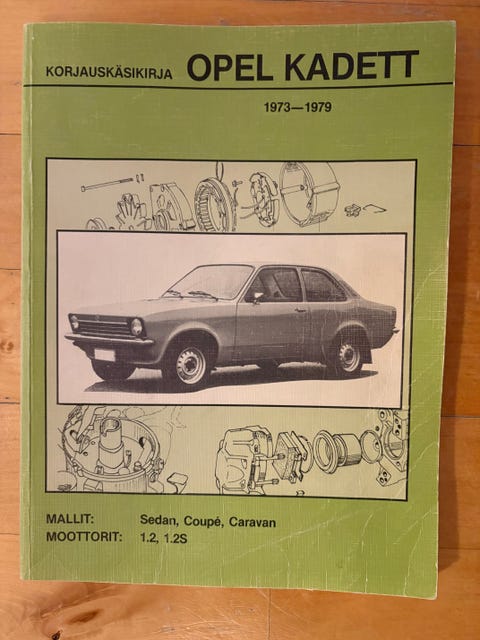 KORJAUSKÄSIKIRJA OPEL KADETT
1973—1979
MALLIT: Sedan, Coupé, Caravan
MOOTTORIT: 1.2, 1.2S